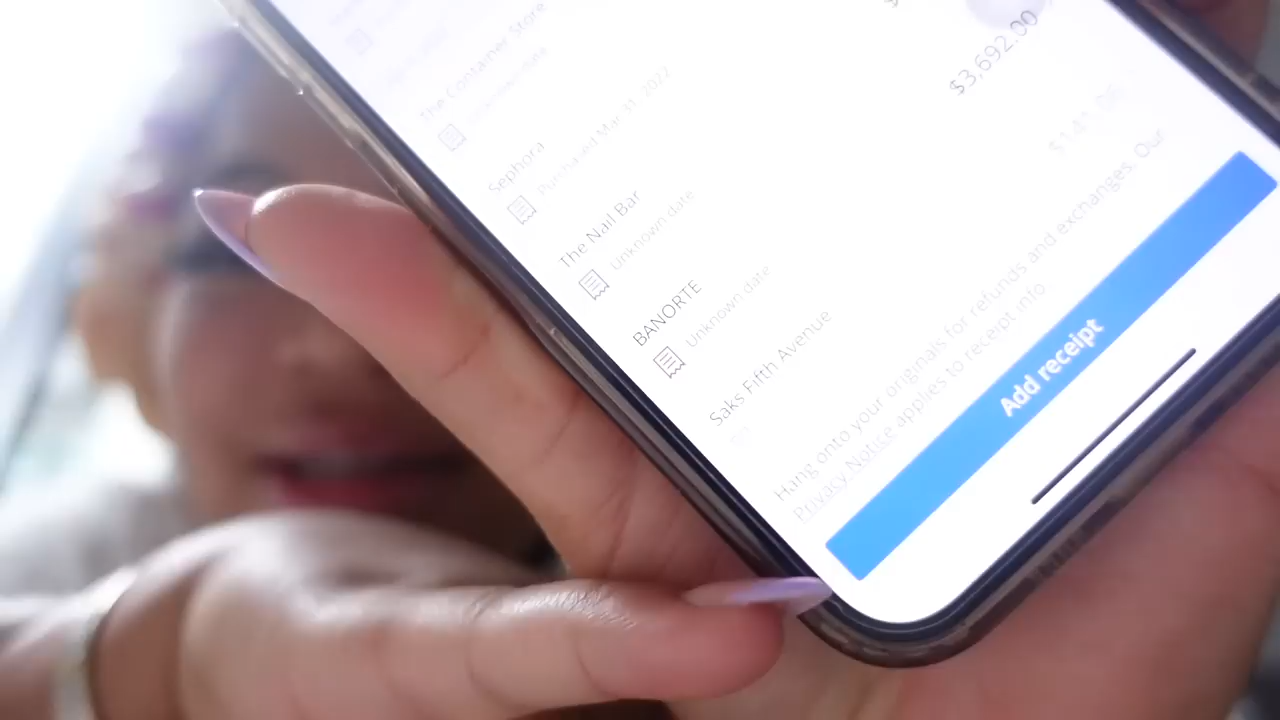 The Container Store
Sephora
Purchased Mar 31, 2022
The Nail Bar
Unknown date
$3,692.00
BANORTE
Unknown date
Saks Fifth Avenue
Hang onto your originals for refunds and exchanges. Our
Privacy Notice applies to receipt info.
Add receipt